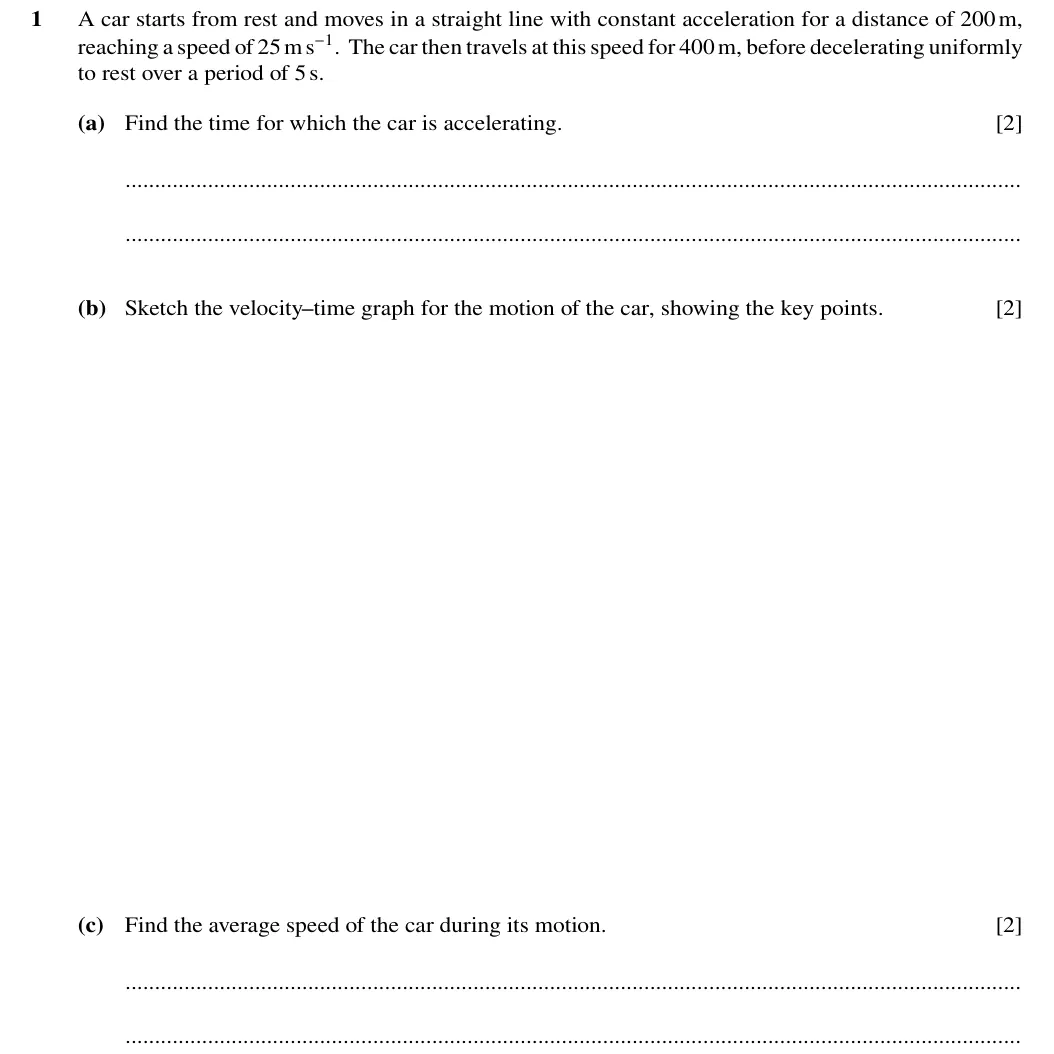 1 A car starts from rest and moves in a straight line with constant acceleration for a distance of 200 m,
reaching a speed of 25 m s⁻¹. The car then travels at this speed for 400 m, before decelerating uniformly
to rest over a period of 5 s.
(a) Find the time for which the car is accelerating. [2]
(b) Sketch the velocity–time graph for the motion of the car, showing the key points. [2]
(c) Find the average speed of the car during its motion. [2]